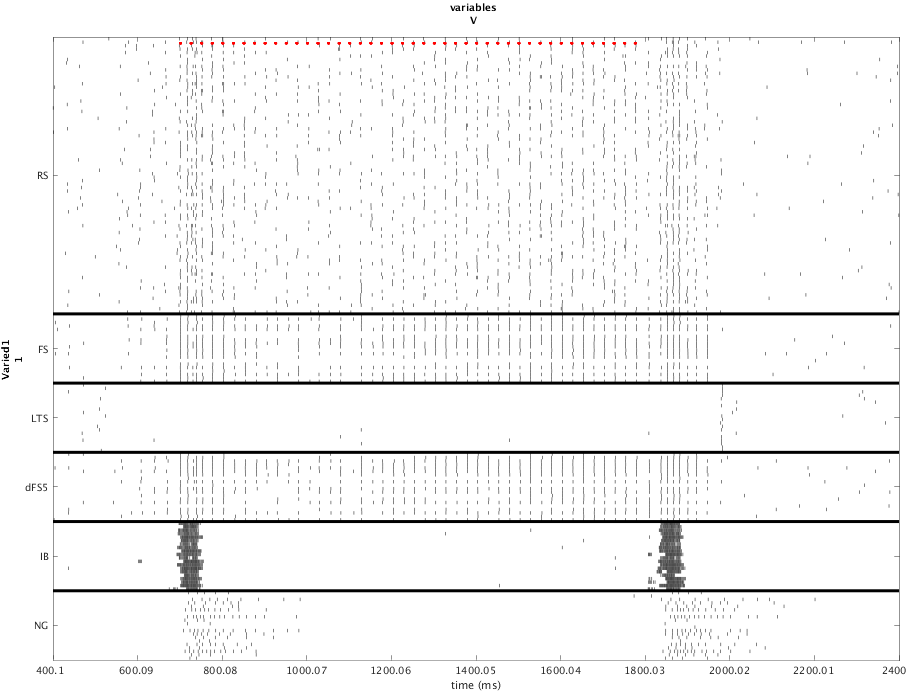 variables
V
RS
FS
LTS
dFS5
IB
NG
Varied1
1
400.1 600.09 800.08 1000.07 1200.06 1400.05 1600.04 1800.03 2000.02 2200.01 2400
time (ms)